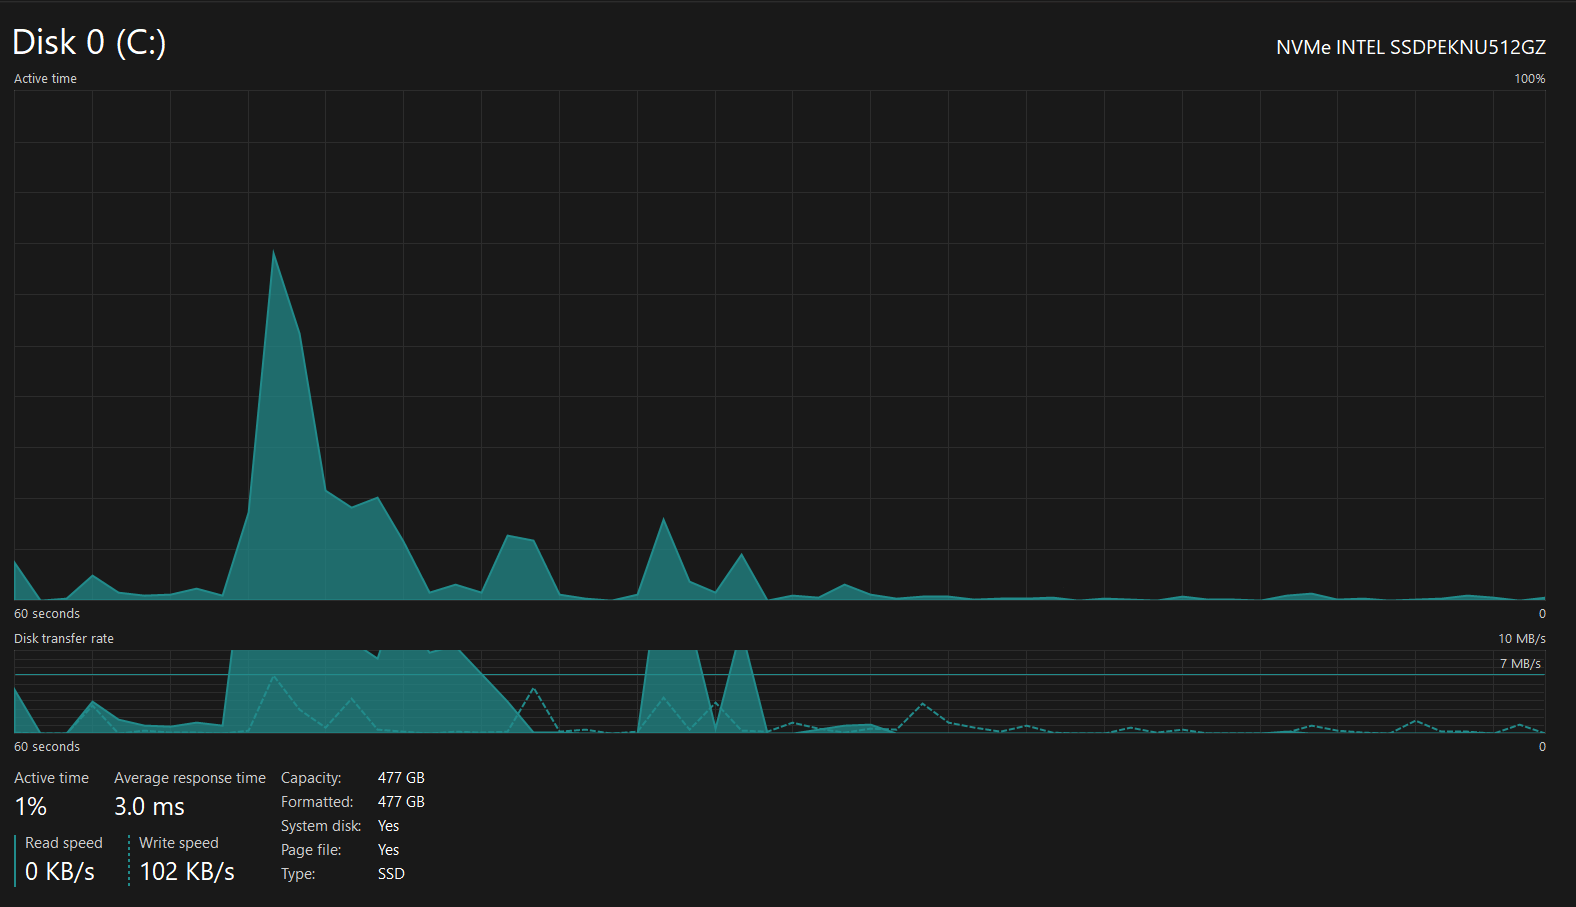 Disk 0 (C:)
NVMe INTEL SSDPEKNU512GZ
Active time
100%
60 seconds
0
Disk transfer rate
10 MB/s
7 MB/s
60 seconds
0
Active time
1%
Average response time
3.0 ms
Read speed
0 KB/s
Write speed
102 KB/s
Capacity: 477 GB
Formatted: 477 GB
System disk: Yes
Page file: Yes
Type: SSD